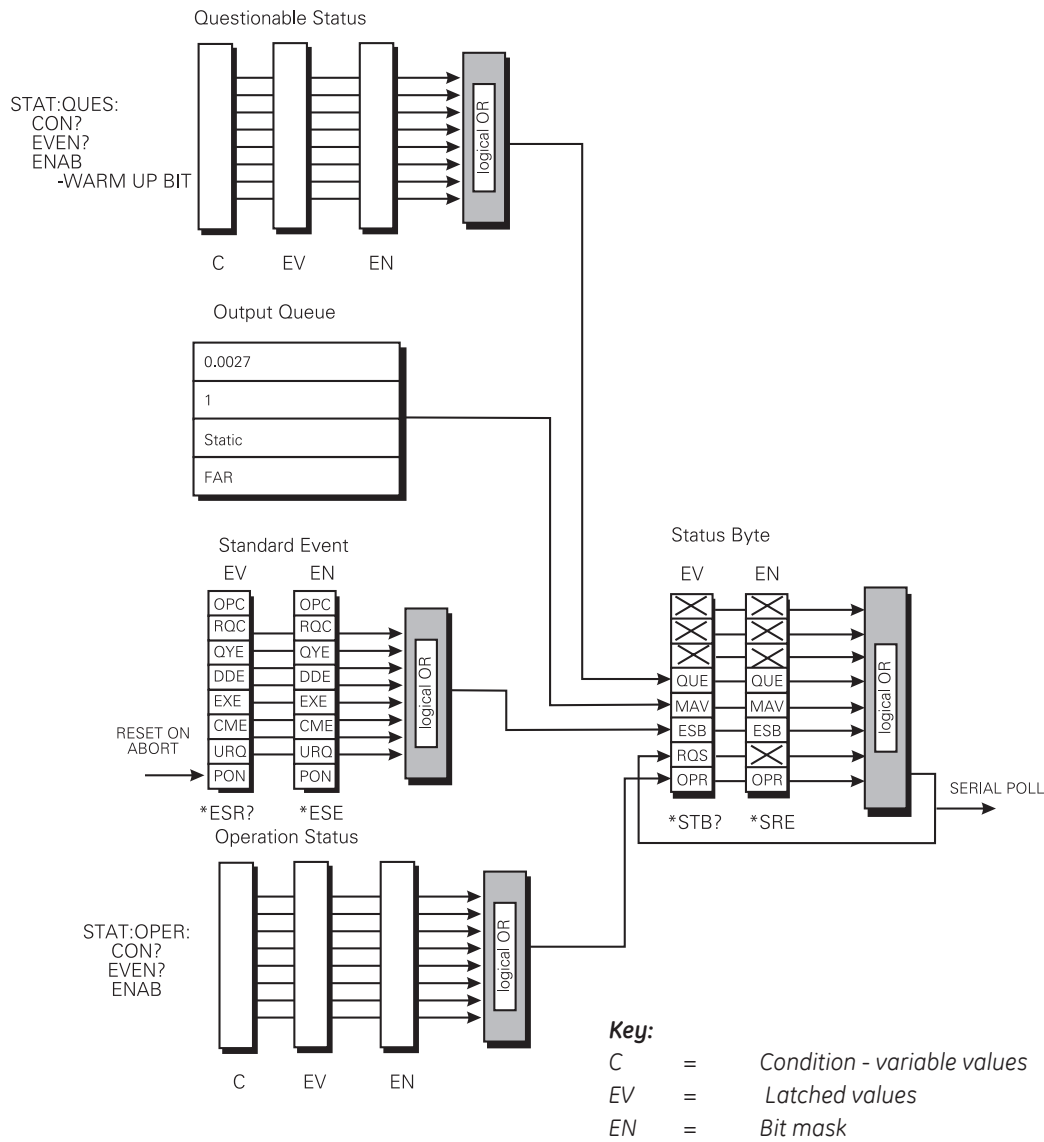 Questionable Status
STAT:QUES:
CON?
EVEN?
ENAB
-WARM UP BIT
logical OR
C EV EN
Output Queue
0.0027
1
Static
FAR
Standard Event
EV EN
OPC OPC
RQC RQC
QYE QYE
DDE DDE
EXE EXE
CME CME
URQ URQ
PON PON
logical OR
RESET ON
ABORT
*ESR? *ESE
Status Byte
EV EN
QUE QUE
MAV MAV
ESB ESB
RQS
OPR OPR
logical OR
SERIAL POLL
*STB? *SRE
Operation Status
STAT:OPER:
CON?
EVEN?
ENAB
logical OR
C EV EN
Key:
C = Condition - variable values
EV = Latched values
EN = Bit mask